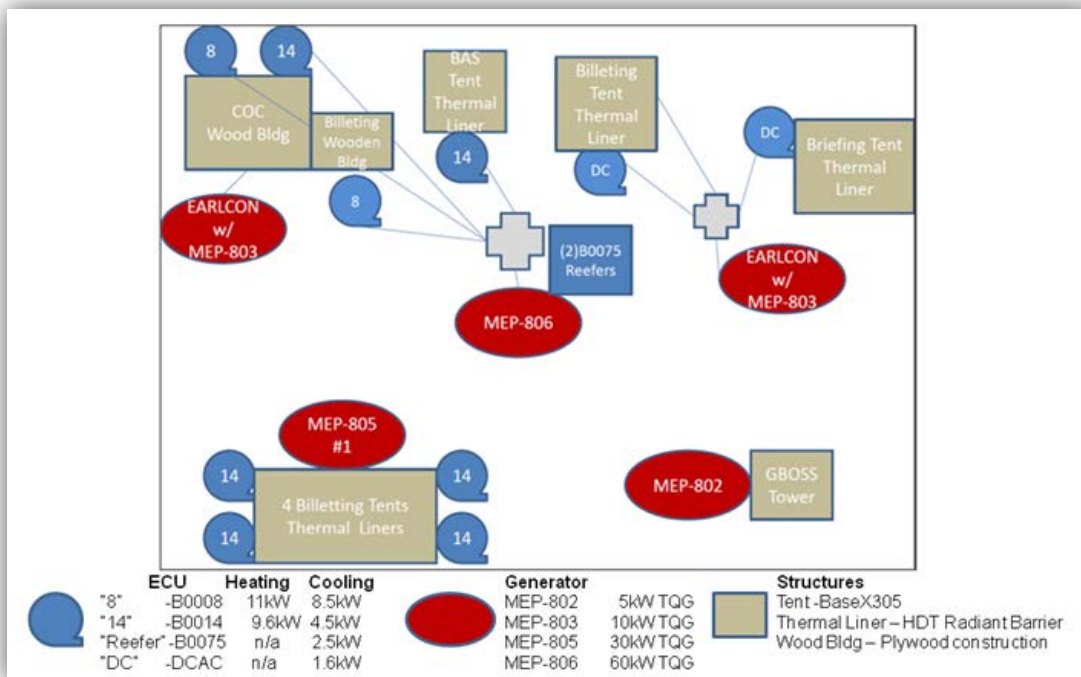 8
14
COC
Wood Bldg
Billeting
Wooden
Bldg
8
EARLCON
w/
MEP-803
BAS
Tent
Thermal
Liner
14
Billeting
Tent
Thermal
Liner
DC
DC
Briefing Tent
Thermal
Liner
(2)B0075
Reefers
MEP-806
EARLCON
w/
MEP-803
MEP-805
#1
14
14
4 Billetting Tents
Thermal Liners
14
14
MEP-802
GBOSS
Tower
ECU Heating Cooling
"8" -B0008 11kW 8.5kW
"14" -B0014 9.6kW 4.5kW
"Reefer" -B0075 n/a 2.5kW
"DC" -DCAC n/a 1.6kW
Generator
MEP-802 5kW TQG
MEP-803 10kW TQG
MEP-805 30kW TQG
MEP-806 60kW TQG
Structures
Tent -BaseX305
Thermal Liner – HDT Radiant Barrier
Wood Bldg – Plywood construction